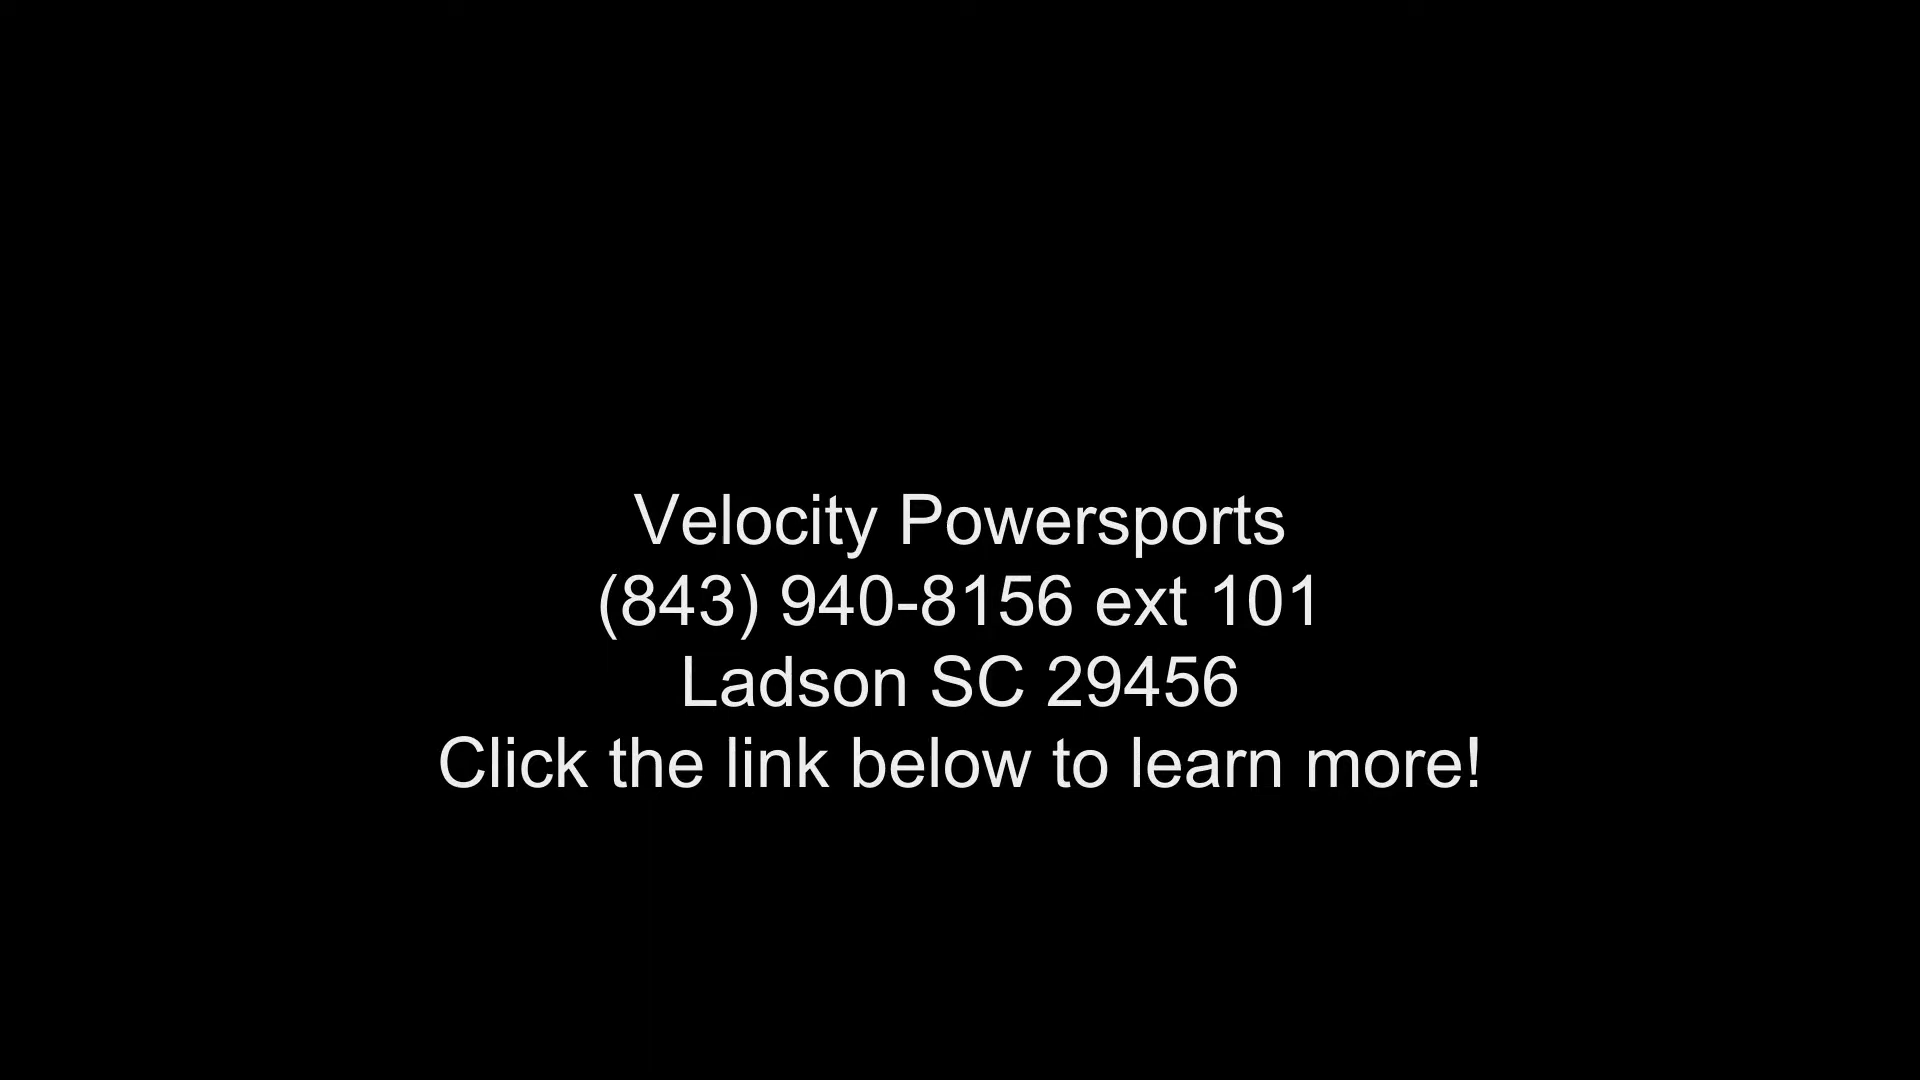 Velocity Powersports
(843) 940-8156 ext 101
Ladson SC 29456
Click the link below to learn more!